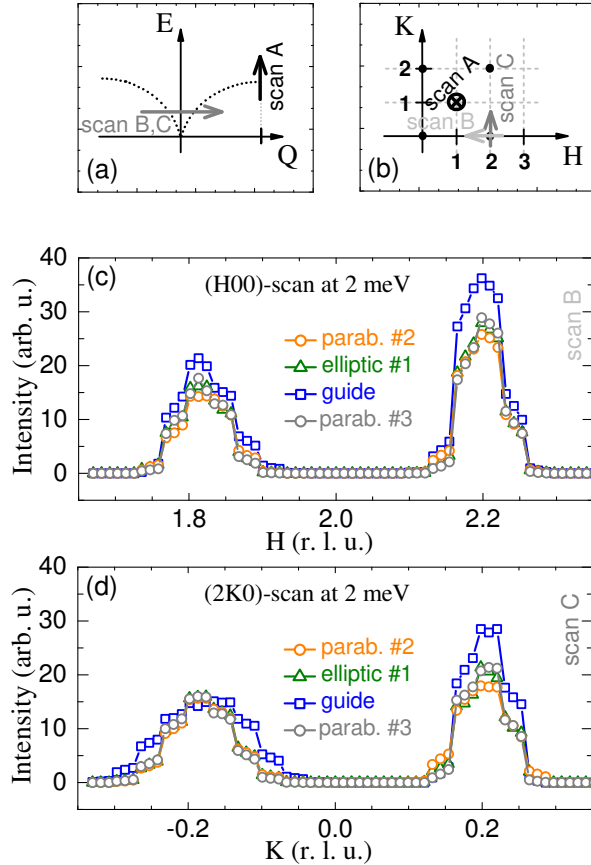 E
scan A
scan B,C
Q
(a)
K
2
scan A
scan C
1
scan B
1 2 3
H
(b)
40
(c)
(H00)-scan at 2 meV
scan B
30
parab. #2
elliptic #1
20
guide
parab. #3
10
0
Intensity (arb. u.)
1.8 2.0 2.2
H (r. l. u.)
40
(d)
(2K0)-scan at 2 meV
scan C
30
parab. #2
elliptic #1
20
guide
parab. #3
10
0
Intensity (arb. u.)
-0.2 0.0 0.2
K (r. l. u.)